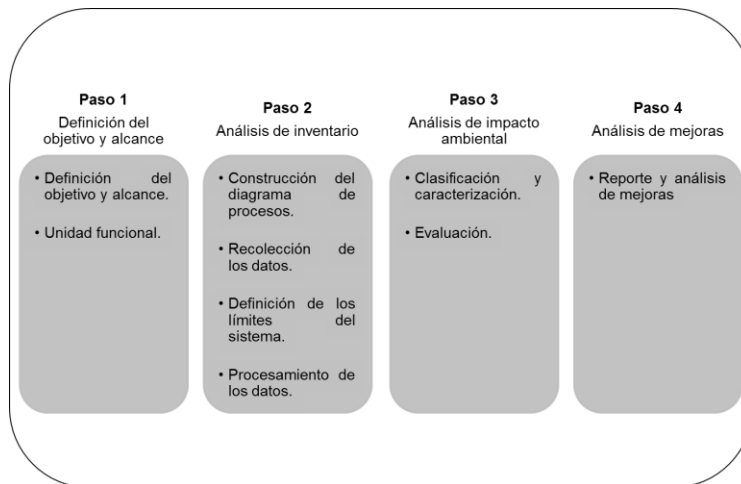 Paso 1
Definición del
objetivo y alcance
• Definición del
objetivo y alcance.
• Unidad funcional.
Paso 2
Análisis de inventario
• Construcción del
diagrama de
procesos.
• Recolección de
los datos.
• Definición de los
límites del
sistema.
• Procesamiento de
los datos.
Paso 3
Análisis de impacto
ambiental
• Clasificación y
caracterización.
• Evaluación.
Paso 4
Análisis de mejoras
• Reporte y análisis
de mejoras